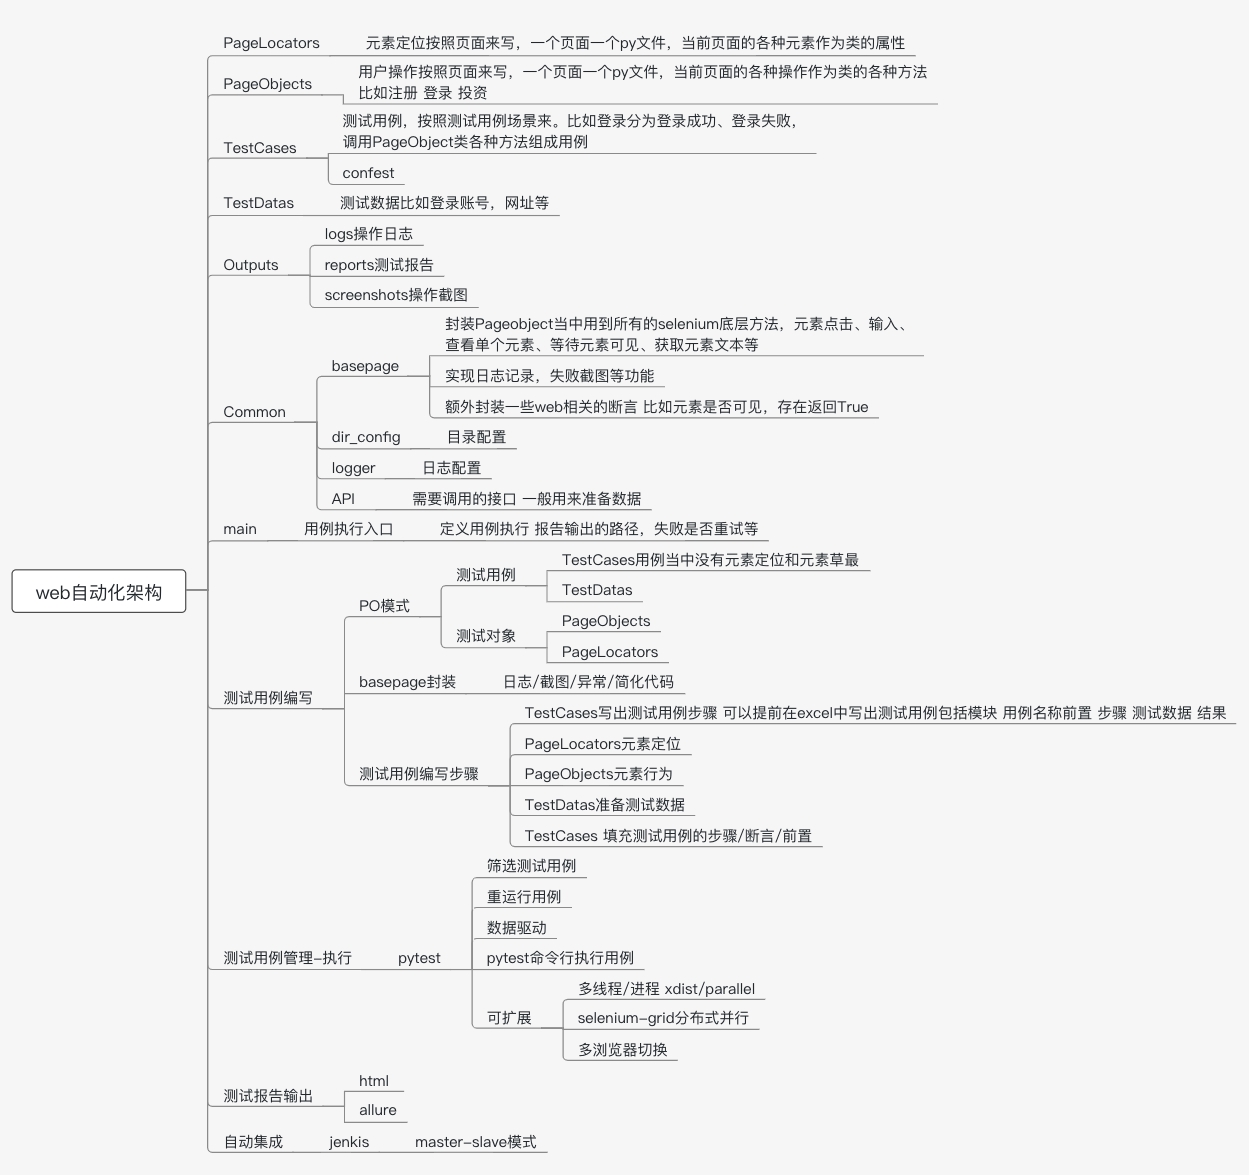 web自动化架构
PageLocators
元素定位按照页面来写，一个页面一个py文件，当前页面的各种元素作为类的属性
PageObjects
用户操作按照页面来写，一个页面一个py文件，当前页面的各种操作作为类的各种方法
比如注册 登录 投资
TestCases
测试用例，按照测试用例场景来。比如登录分为登录成功、登录失败，
调用PageObject类各种方法组成用例
confest
TestDatas
测试数据比如登录账号，网址等
Outputs
logs操作日志
reports测试报告
screenshots操作截图
Common
basepage
封装Pageobject当中用到所有的selenium底层方法，元素点击、输入、
查看单个元素、等待元素可见、获取元素文本等
实现日志记录，失败截图等功能
额外封装一些web相关的断言 比如元素是否可见，存在返回True
dir_config
目录配置
logger
日志配置
API
需要调用的接口 一般用来准备数据
main
用例执行入口
定义用例执行 报告输出的路径，失败是否重试等
测试用例编写
PO模式
测试用例
TestCases用例当中没有元素定位和元素草最
TestDatas
测试对象
PageObjects
PageLocators
basepage封装
日志/截图/异常/简化代码
测试用例编写步骤
TestCases写出测试用例步骤 可以提前在excel中写出测试用例包括模块 用例名称前置 步骤 测试数据 结果
PageLocators元素定位
PageObjects元素行为
TestDatas准备测试数据
TestCases 填充测试用例的步骤/断言/前置
测试用例管理-执行
pytest
筛选测试用例
重运行用例
数据驱动
pytest命令行执行用例
可扩展
多线程/进程 xdist/parallel
selenium-grid分布式并行
多浏览器切换
测试报告输出
html
allure
自动集成
jenkis
master-slave模式